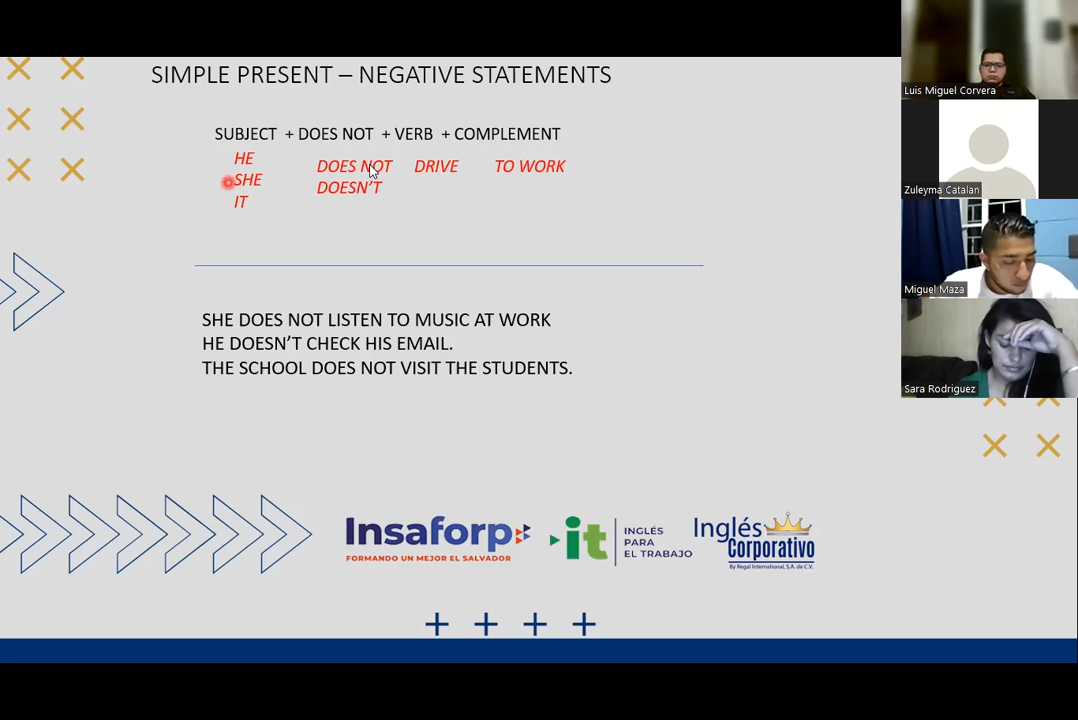 SIMPLE PRESENT – NEGATIVE STATEMENTS
SUBJECT + DOES NOT + VERB + COMPLEMENT
HE
SHE
IT
DOES NOT DRIVE TO WORK
DOESN'T
SHE DOES NOT LISTEN TO MUSIC AT WORK
HE DOESN'T CHECK HIS EMAIL.
THE SCHOOL DOES NOT VISIT THE STUDENTS.
Insaforp
FORMANDO UN MEJOR EL SALVADOR
it
INGLÉS
PARA
EL TRABAJO
Inglés
Corporativo
By Regal International, S.A. de C.V.
Luis Miguel Corvera
Zuleyma Catalan
Miguel Maza
Sara Rodriguez